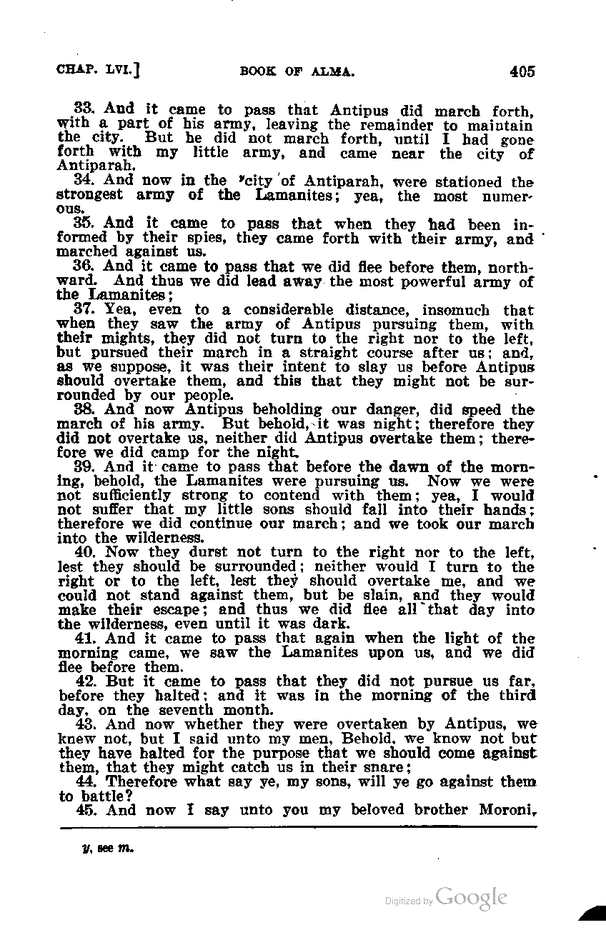 CHAP. LVI.] BOOK OF ALMA. 405
33. And it came to pass that Antipus did march forth,
with a part of his army, leaving the remainder to maintain
the city. But he did not march forth, until I had gone
forth with my little army, and came near the city of
Antiparah.
34. And now in the ʸcity of Antiparah, were stationed the
strongest army of the Lamanites; yea, the most numer-
ous.
35. And it came to pass that when they had been in-
formed by their spies, they came forth with their army, and
marched against us.
36. And it came to pass that we did flee before them, north-
ward. And thus we did lead away the most powerful army of
the Lamanites;
37. Yea, even to a considerable distance, insomuch that
when they saw the army of Antipus pursuing them, with
their mights, they did not turn to the right nor to the left,
but pursued their march in a straight course after us; and,
as we suppose, it was their intent to slay us before Antipus
should overtake them, and this that they might not be sur-
rounded by our people.
38. And now Antipus beholding our danger, did speed the
march of his army. But behold, it was night; therefore they
did not overtake us, neither did Antipus overtake them; there-
fore we did camp for the night.
39. And it came to pass that before the dawn of the morn-
ing, behold, the Lamanites were pursuing us. Now we were
not sufficiently strong to contend with them; yea, I would
not suffer that my little sons should fall into their hands;
therefore we did continue our march; and we took our march
into the wilderness.
40. Now they durst not turn to the right nor to the left,
lest they should be surrounded; neither would I turn to the
right or to the left, lest they should overtake me, and we
could not stand against them, but be slain, and they would
make their escape; and thus we did flee all that day into
the wilderness, even until it was dark.
41. And it came to pass that again when the light of the
morning came, we saw the Lamanites upon us, and we did
flee before them.
42. But it came to pass that they did not pursue us far,
before they halted; and it was in the morning of the third
day, on the seventh month.
43. And now whether they were overtaken by Antipus, we
knew not, but I said unto my men, Behold, we know not but
they have halted for the purpose that we should come against
them, that they might catch us in their snare;
44. Therefore what say ye, my sons, will ye go against them
to battle?
45. And now I say unto you my beloved brother Moroni,
y, see m.
Digitized by Google